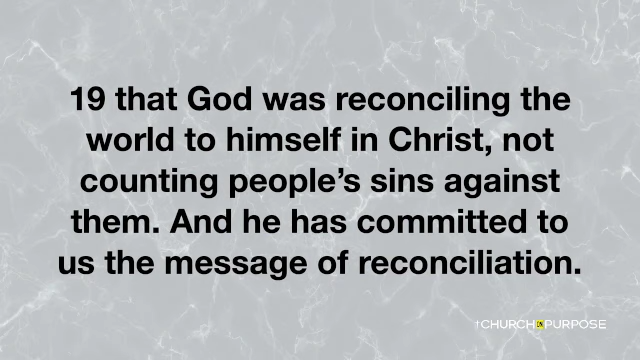 19 that God was reconciling the
world to himself in Christ, not
counting people’s sins against
them. And he has committed to
us the message of reconciliation.
†CHURCH ON PURPOSE